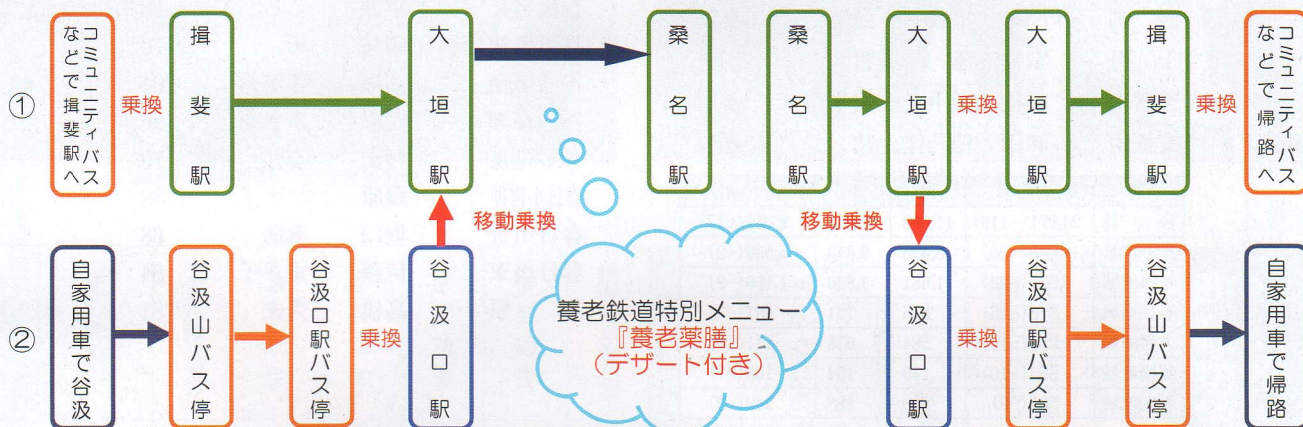 ①
コミュニティバス
などで揖斐駅へ
乗換
揖斐駅
大垣駅
桑名駅
桑名駅
大垣駅
乗換
大垣駅
揖斐駅
乗換
コミュニティバス
などで帰路へ
移動乗換
移動乗換
②
自家用車で谷汲
谷汲山バス停
谷汲口駅バス停
乗換
谷汲口駅
養老鉄道特別メニュー
『養老薬膳』
(デザート付き)
谷汲口駅
乗換
谷汲口駅バス停
谷汲山バス停
自家用車で帰路